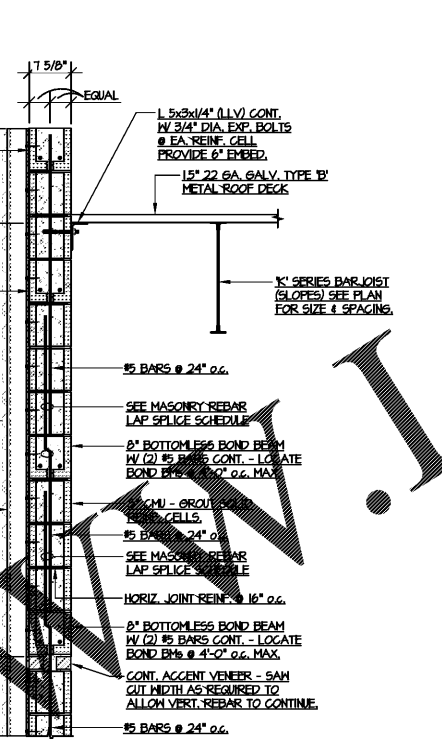 7 5/8"
EQUAL
L 5x3x1/4" (LLV) CONT.
W/ 3/4" DIA. EXP. BOLTS
@ EA. REINF. CELL
PROVIDE 6" EMBED.
1.5" 22 GA. GALV. TYPE 'B'
METAL ROOF DECK
'K' SERIES BAR JOIST
(SLOPES) SEE PLAN
FOR SIZE & SPACING.
#5 BARS @ 24" o.c.
SEE MASONRY REBAR
LAP SPLICE SCHEDULE
8" BOTTOMLESS BOND BEAM
W/ (2) #5 BARS CONT. - LOCATE
BOND BMs @ 4'-0" o.c. MAX.
8" CMU - GROUT SOLID
REINF. CELLS.
#5 BARS @ 24" o.c.
SEE MASONRY REBAR
LAP SPLICE SCHEDULE
HORIZ. JOINT REINF. @ 16" o.c.
8" BOTTOMLESS BOND BEAM
W/ (2) #5 BARS CONT. - LOCATE
BOND BMs @ 4'-0" o.c. MAX.
CONT. ACCENT VENEER - SAW
CUT WIDTH AS REQUIRED TO
ALLOW VERT. REBAR TO CONTINUE.
#5 BARS @ 24" o.c.
WW.J